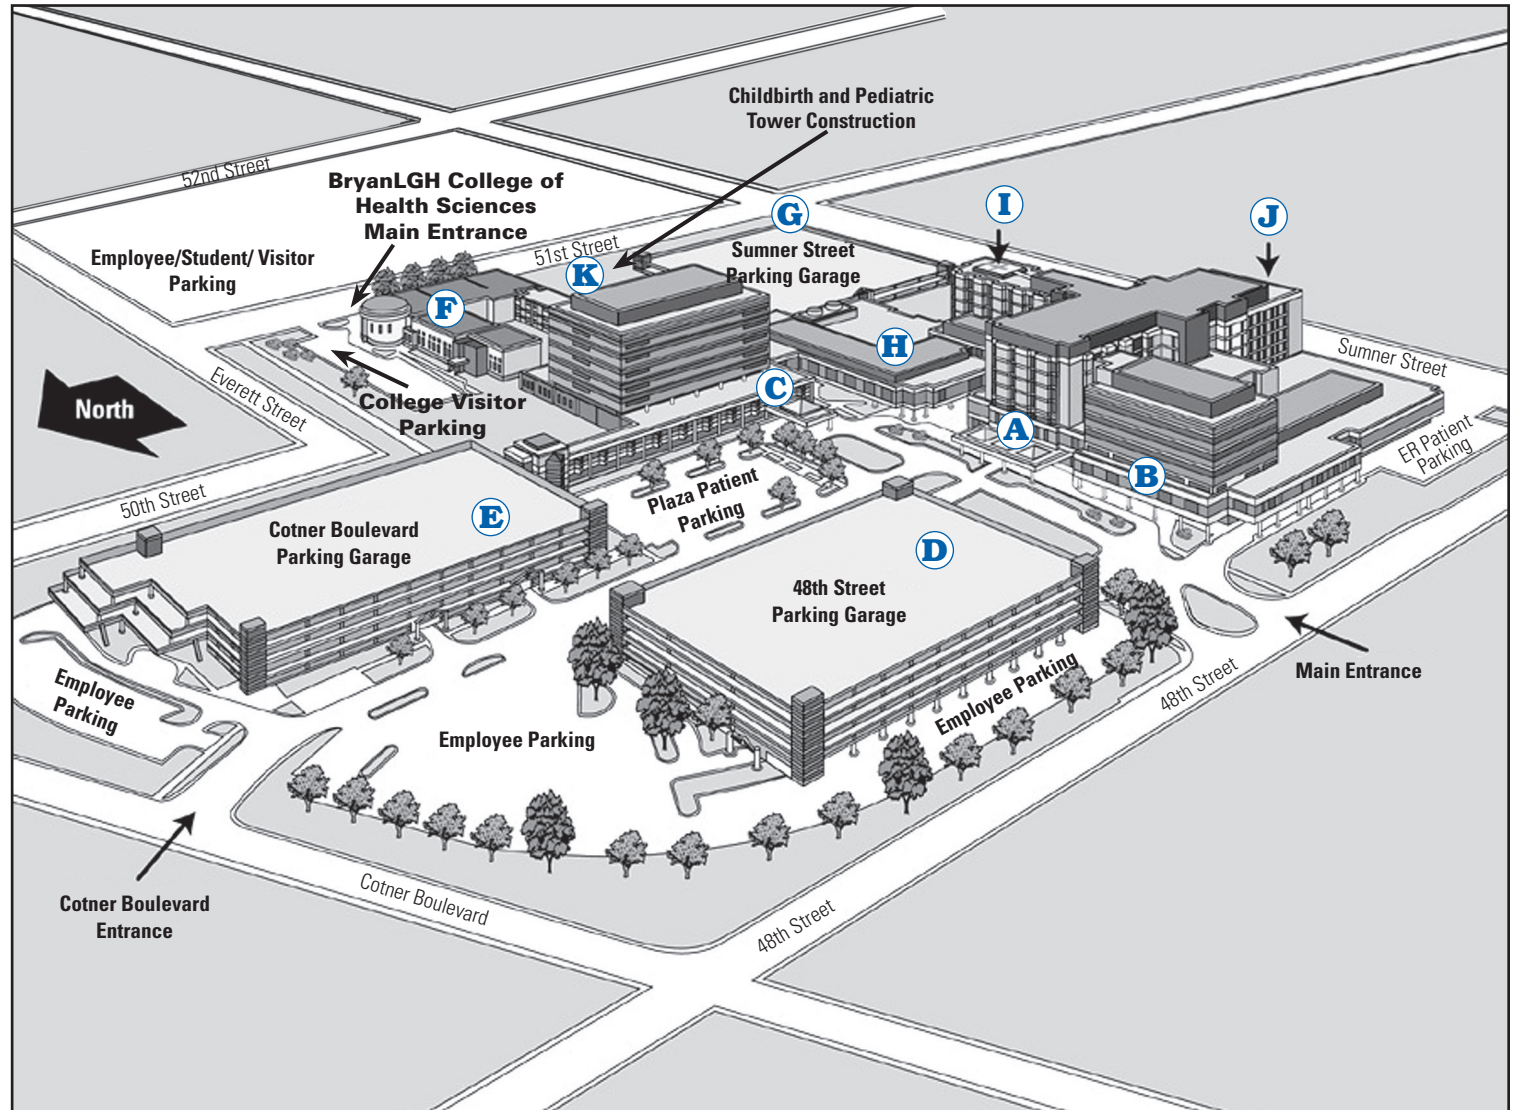 Childbirth and Pediatric
Tower Construction
52nd Street
BryanLGH College of
Health Sciences
Main Entrance
I
G
J
51st Street
Sumner Street
Parking Garage
Employee/Student/ Visitor
Parking
K
F
H
Sumner Street
Everett Street
North
College Visitor
Parking
C
A
ER Patient
Parking
B
50th Street
Plaza Patient
Parking
E
Cotner Boulevard
Parking Garage
D
48th Street
Parking Garage
Main Entrance
Employee
Parking
Employee Parking
48th Street
Employee Parking
Cotner Boulevard
Cotner Boulevard
Entrance
48th Street